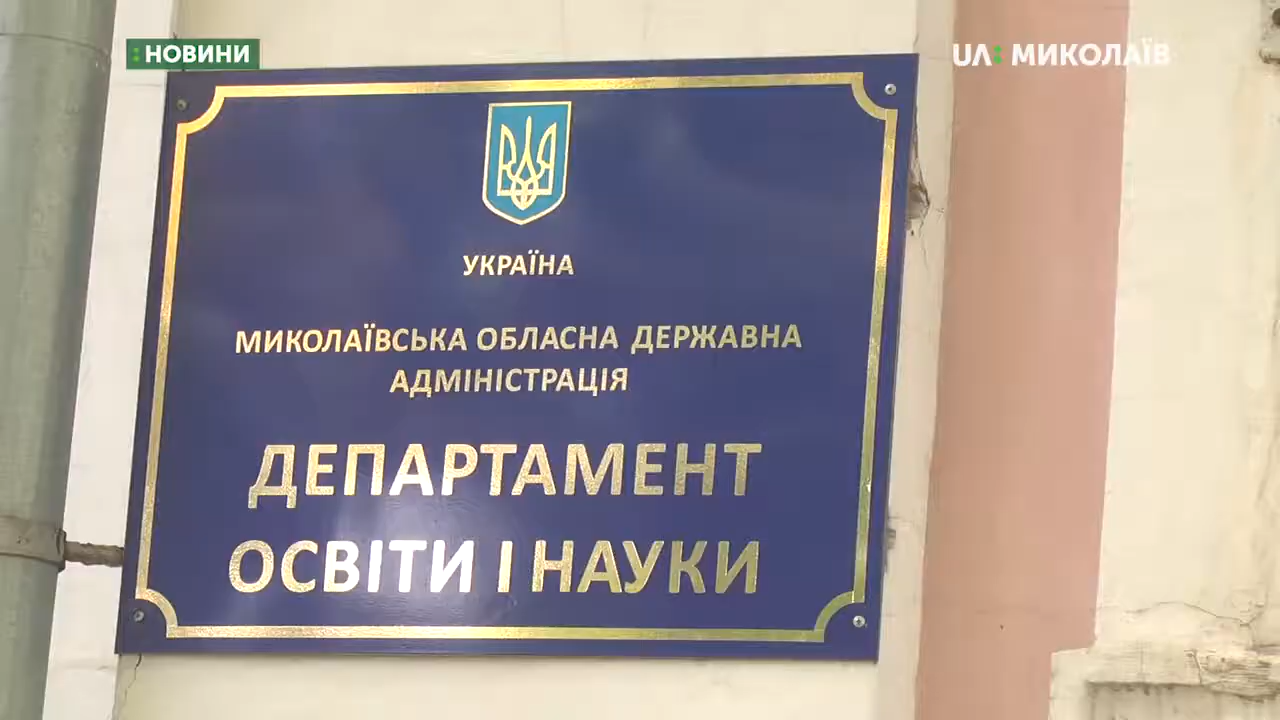 : НОВИНИ
UA: МИКОЛАЇВ
УКРАЇНА
МИКОЛАЇВСЬКА ОБЛАСНА ДЕРЖАВНА
АДМІНІСТРАЦІЯ
ДЕПАРТАМЕНТ
ОСВІТИ І НАУКИ